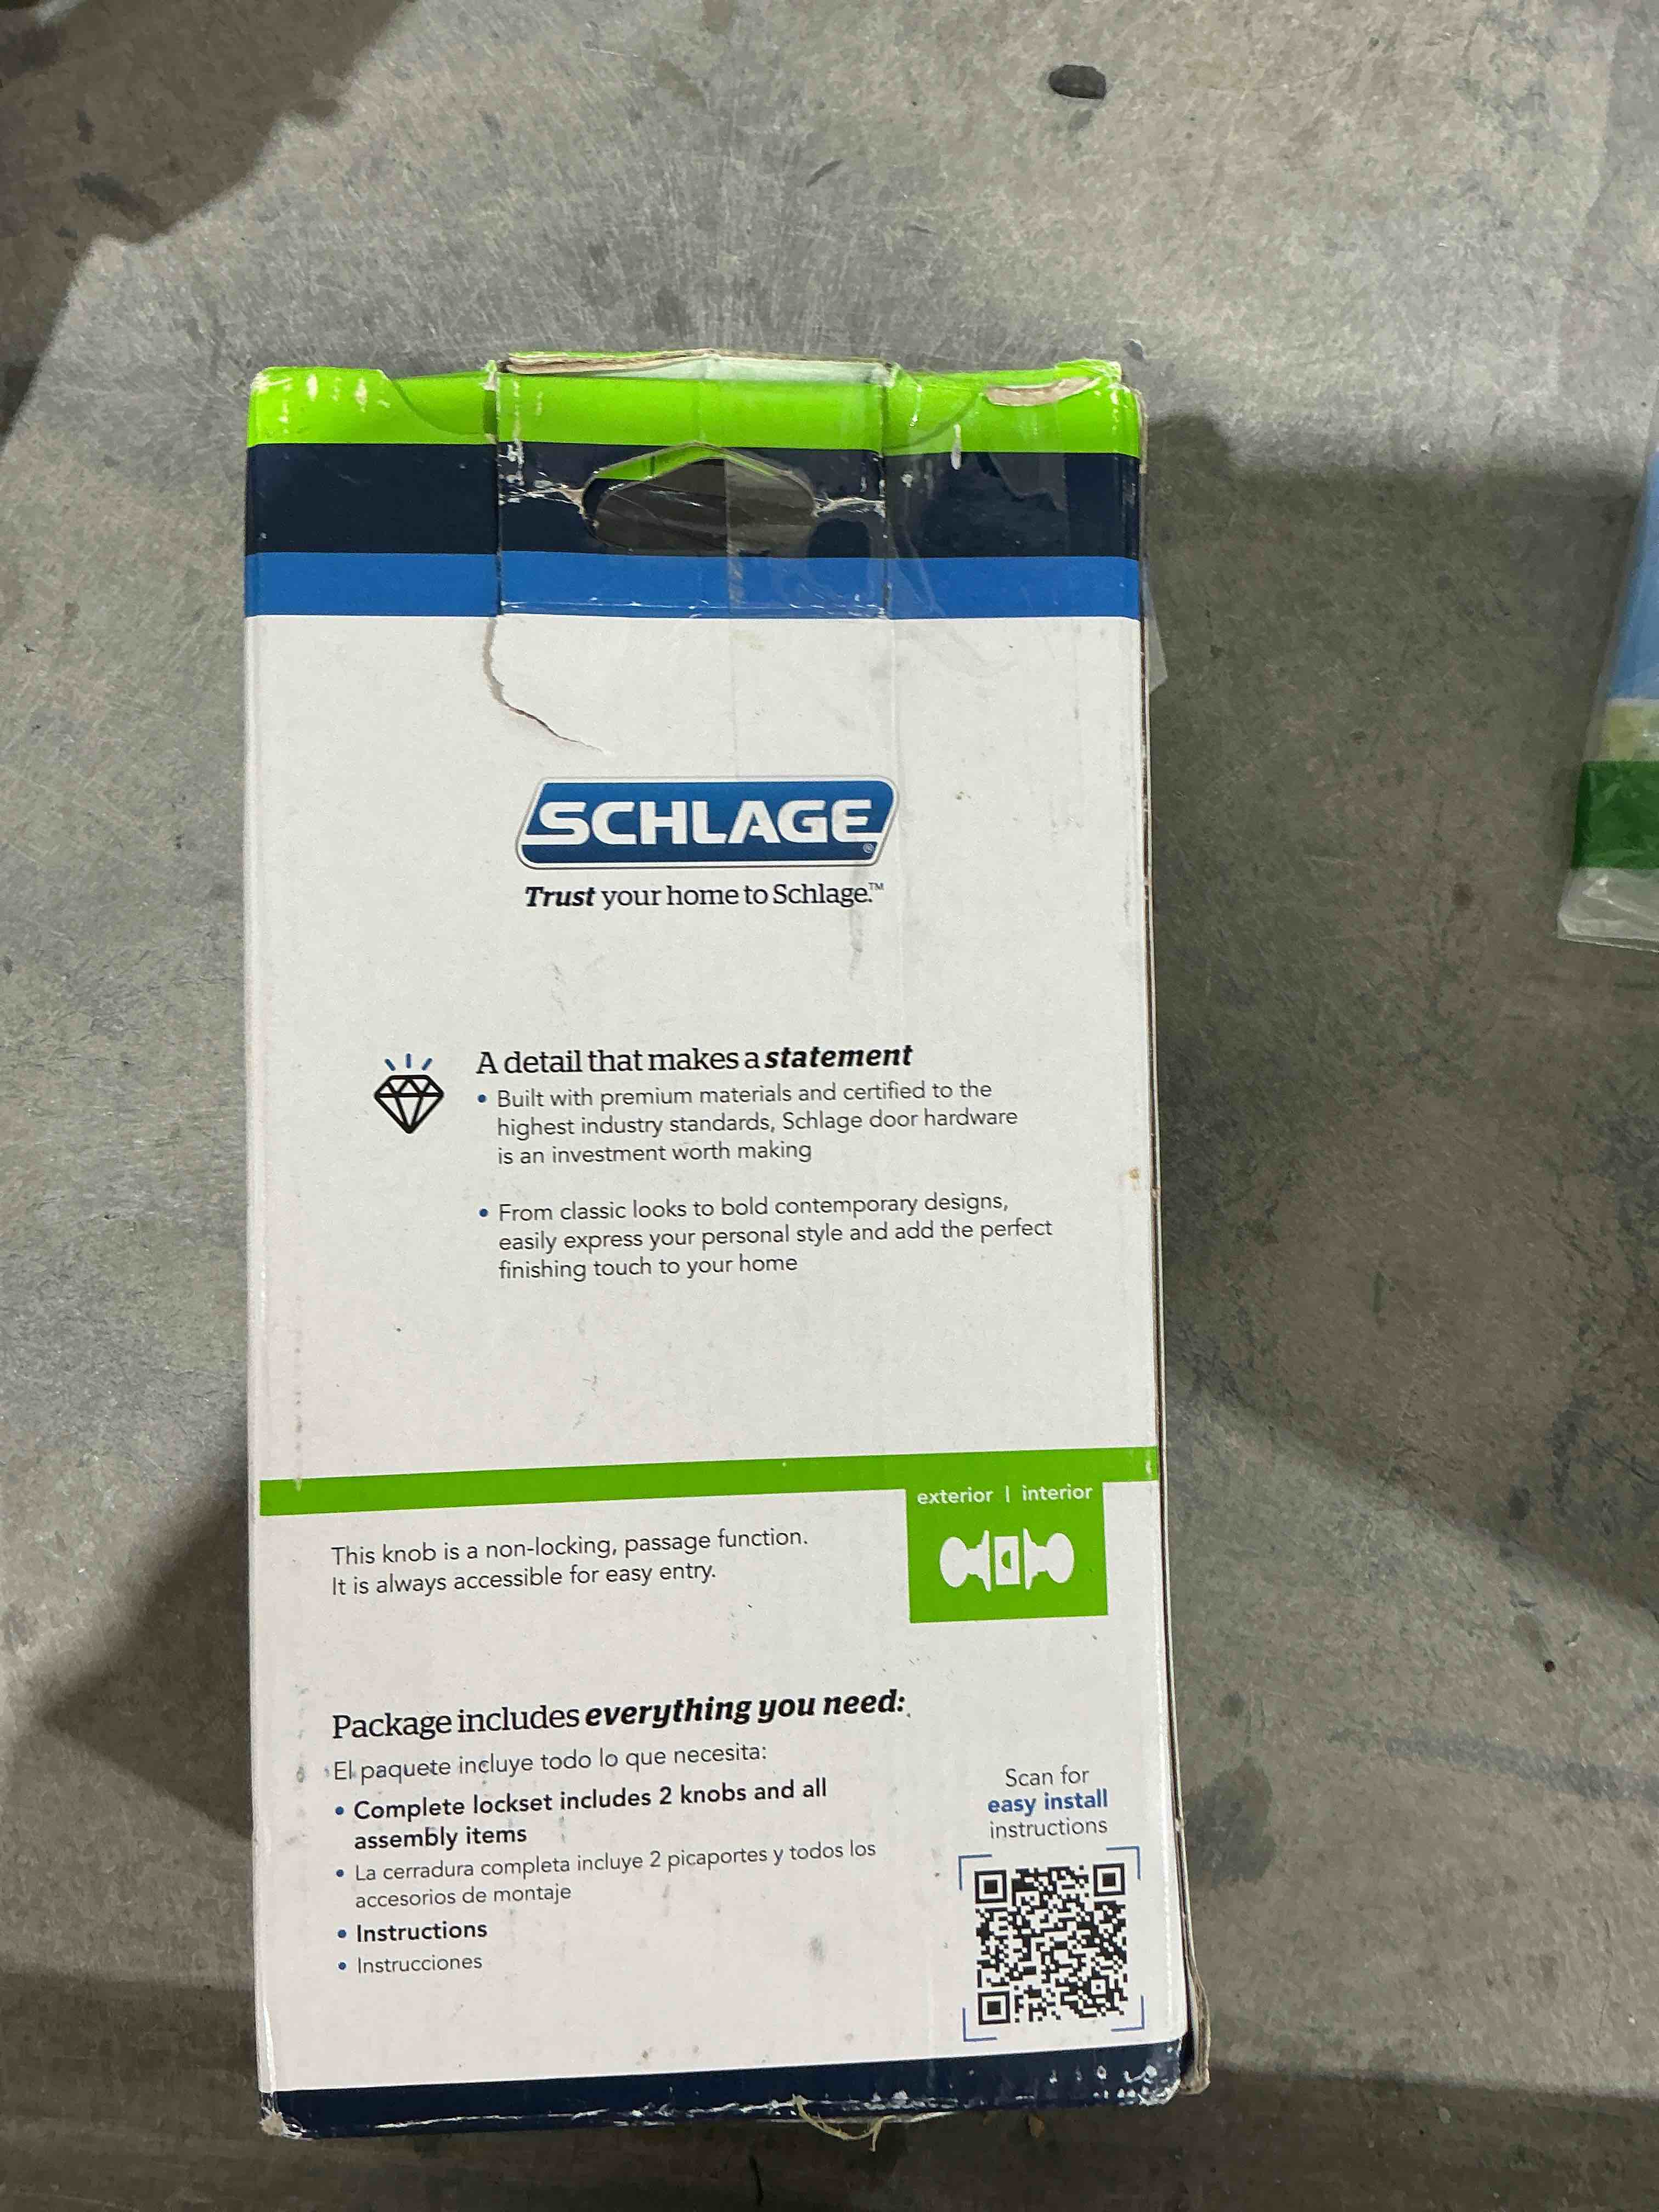 SCHLAGE®
Trust your home to Schlage.™
A detail that makes a statement
• Built with premium materials and certified to the
highest industry standards, Schlage door hardware
is an investment worth making
• From classic looks to bold contemporary designs,
easily express your personal style and add the perfect
finishing touch to your home
exterior | interior
This knob is a non-locking, passage function.
It is always accessible for easy entry.
Package includes everything you need:
El paquete incluye todo lo que necesita:
• Complete lockset includes 2 knobs and all
assembly items
• La cerradura completa incluye 2 picaportes y todos los
accesorios de montaje
• Instructions
• Instrucciones
Scan for
easy install
instructions